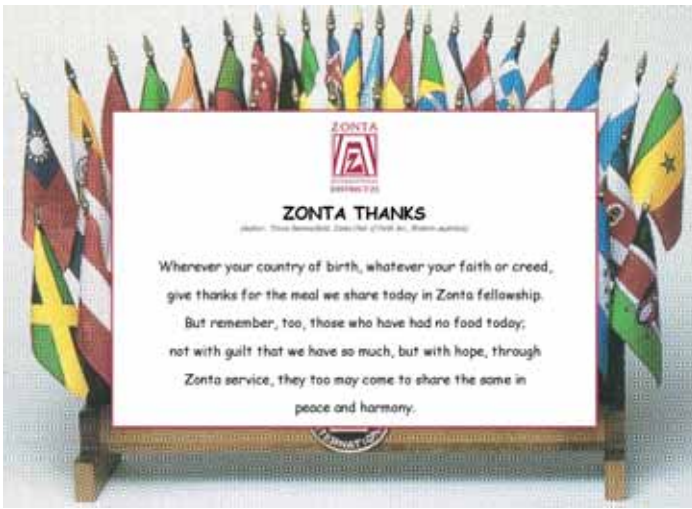 ZONTA
INTERNATIONAL
DISTRICT 23
ZONTA THANKS
Wherever your country of birth, whatever your faith or creed,
give thanks for the meal we share today in Zonta fellowship.
But remember, too, those who have had no food today;
not with guilt that we have so much, but with hope, through
Zonta service, they too may come to share the same in
peace and harmony.